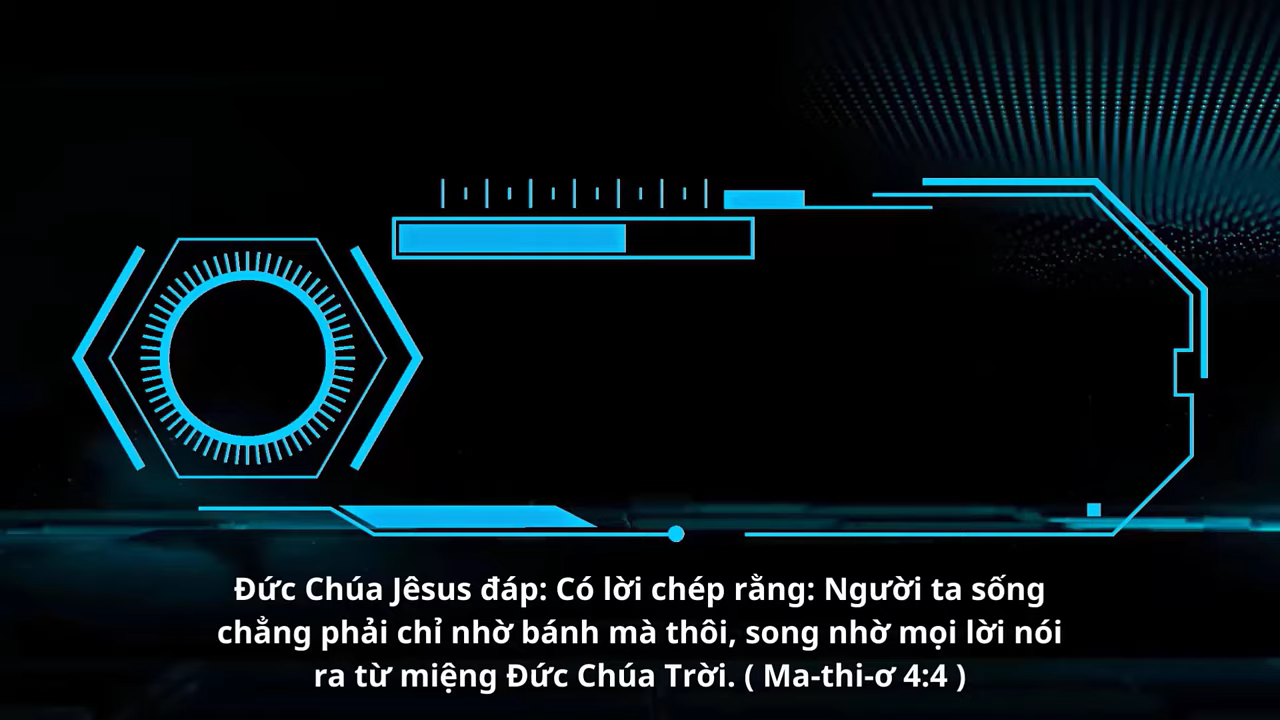 Đức Chúa Jêsus đáp: Có lời chép rằng: Người ta sống
chẳng phải chỉ nhờ bánh mà thôi, song nhờ mọi lời nói
ra từ miệng Đức Chúa Trời. ( Ma-thi-ơ 4:4 )